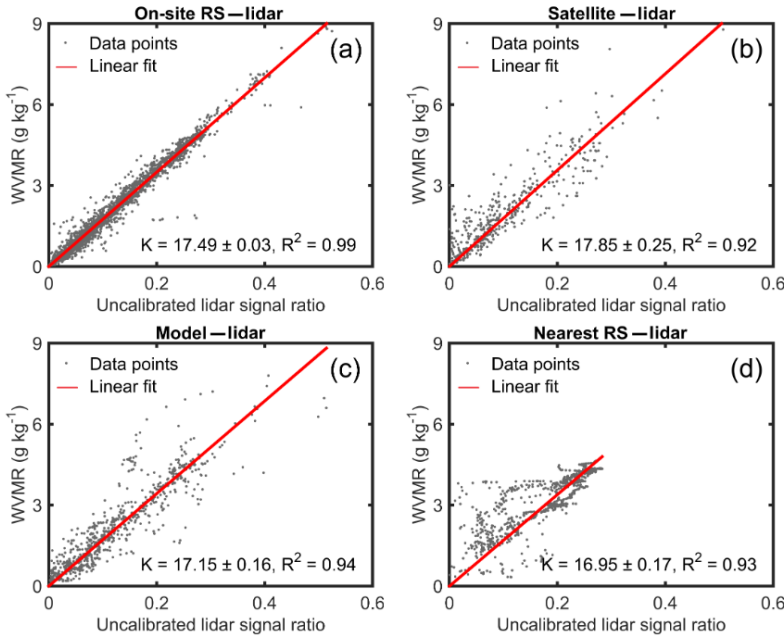 On-site RS—lidar
9
6
3
0
WVMR (g kg⁻¹)
Data points
Linear fit
(a)
K = 17.49 ± 0.03, R² = 0.99
0 0.2 0.4 0.6
Uncalibrated lidar signal ratio
Satellite—lidar
9
6
3
0
WVMR (g kg⁻¹)
Data points
Linear fit
(b)
K = 17.85 ± 0.25, R² = 0.92
0 0.2 0.4 0.6
Uncalibrated lidar signal ratio
Model—lidar
9
6
3
0
WVMR (g kg⁻¹)
Data points
Linear fit
(c)
K = 17.15 ± 0.16, R² = 0.94
0 0.2 0.4 0.6
Uncalibrated lidar signal ratio
Nearest RS—lidar
9
6
3
0
WVMR (g kg⁻¹)
Data points
Linear fit
(d)
K = 16.95 ± 0.17, R² = 0.93
0 0.2 0.4 0.6
Uncalibrated lidar signal ratio